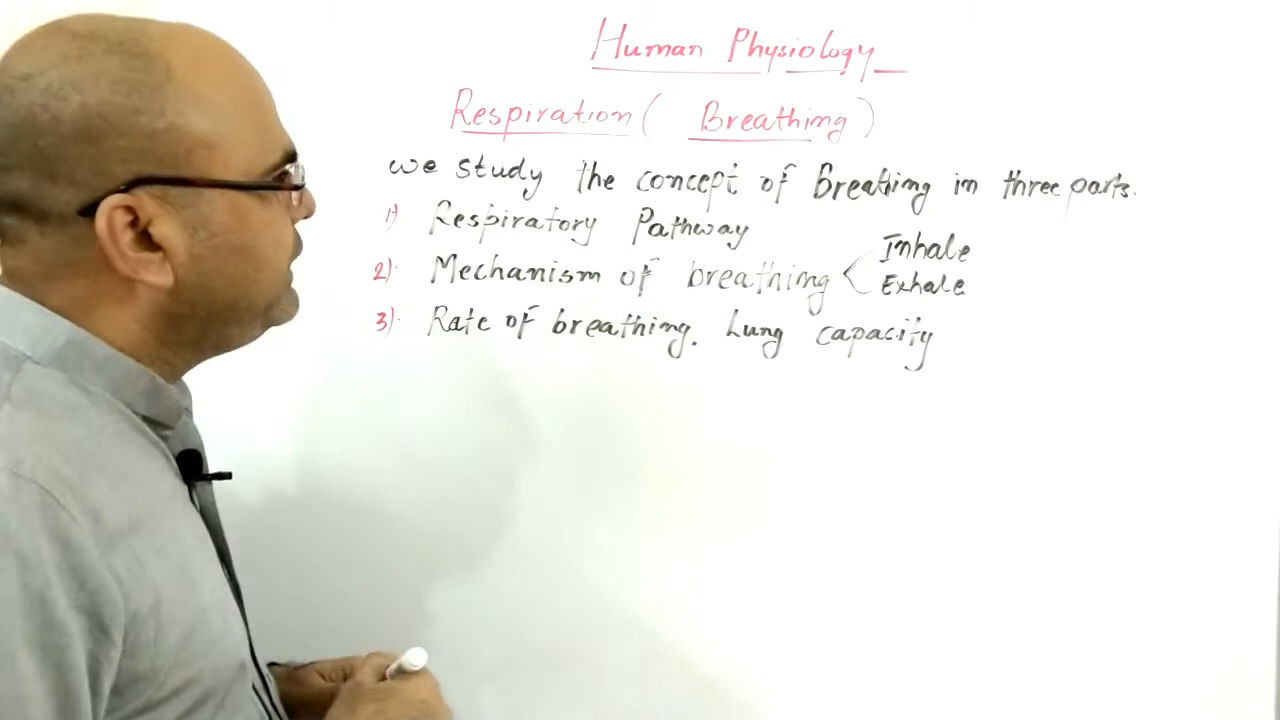 Human Physiology
Respiration ( Breathing )
we study the concept of Breathing in three parts.
1) Respiratory Pathway
2) Mechanism of breathing < Inhale
Exhale
3) Rate of breathing. Lung capacity